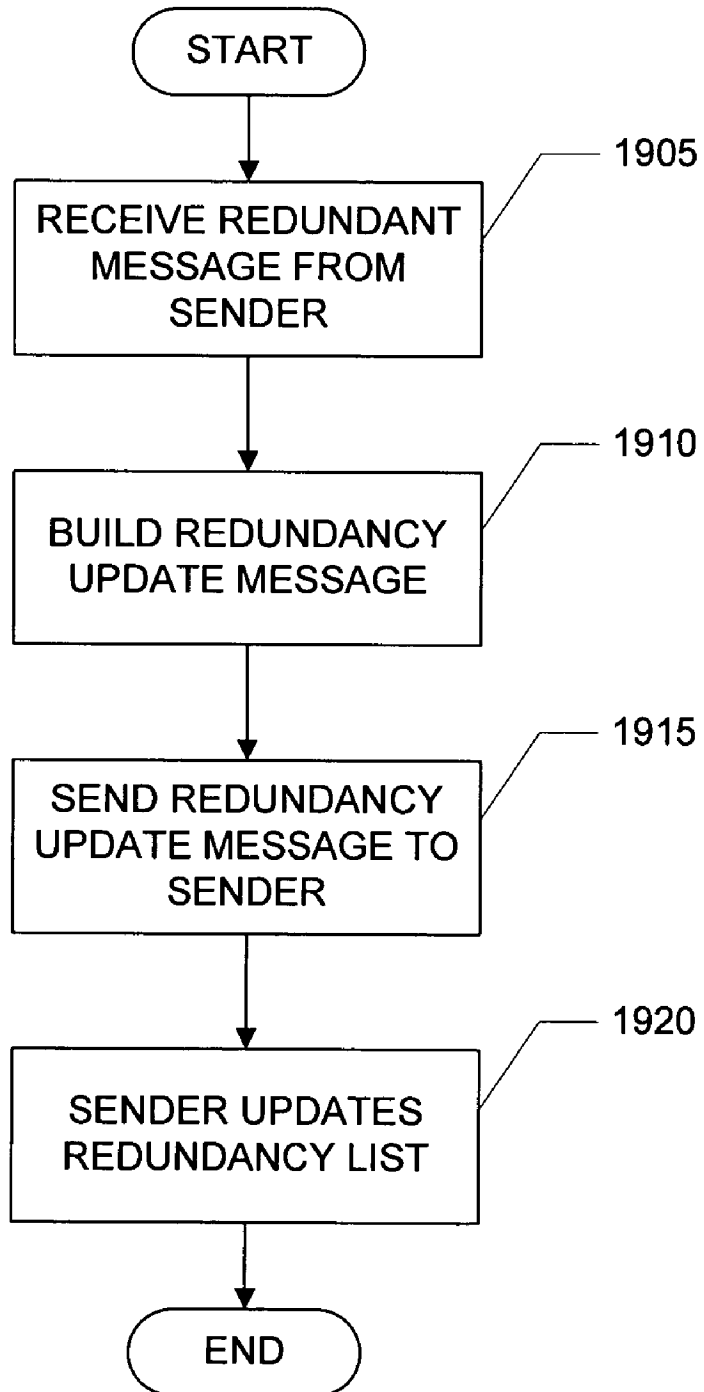 START
1905
RECEIVE REDUNDANT
MESSAGE FROM
SENDER
1910
BUILD REDUNDANCY
UPDATE MESSAGE
1915
SEND REDUNDANCY
UPDATE MESSAGE TO
SENDER
1920
SENDER UPDATES
REDUNDANCY LIST
END